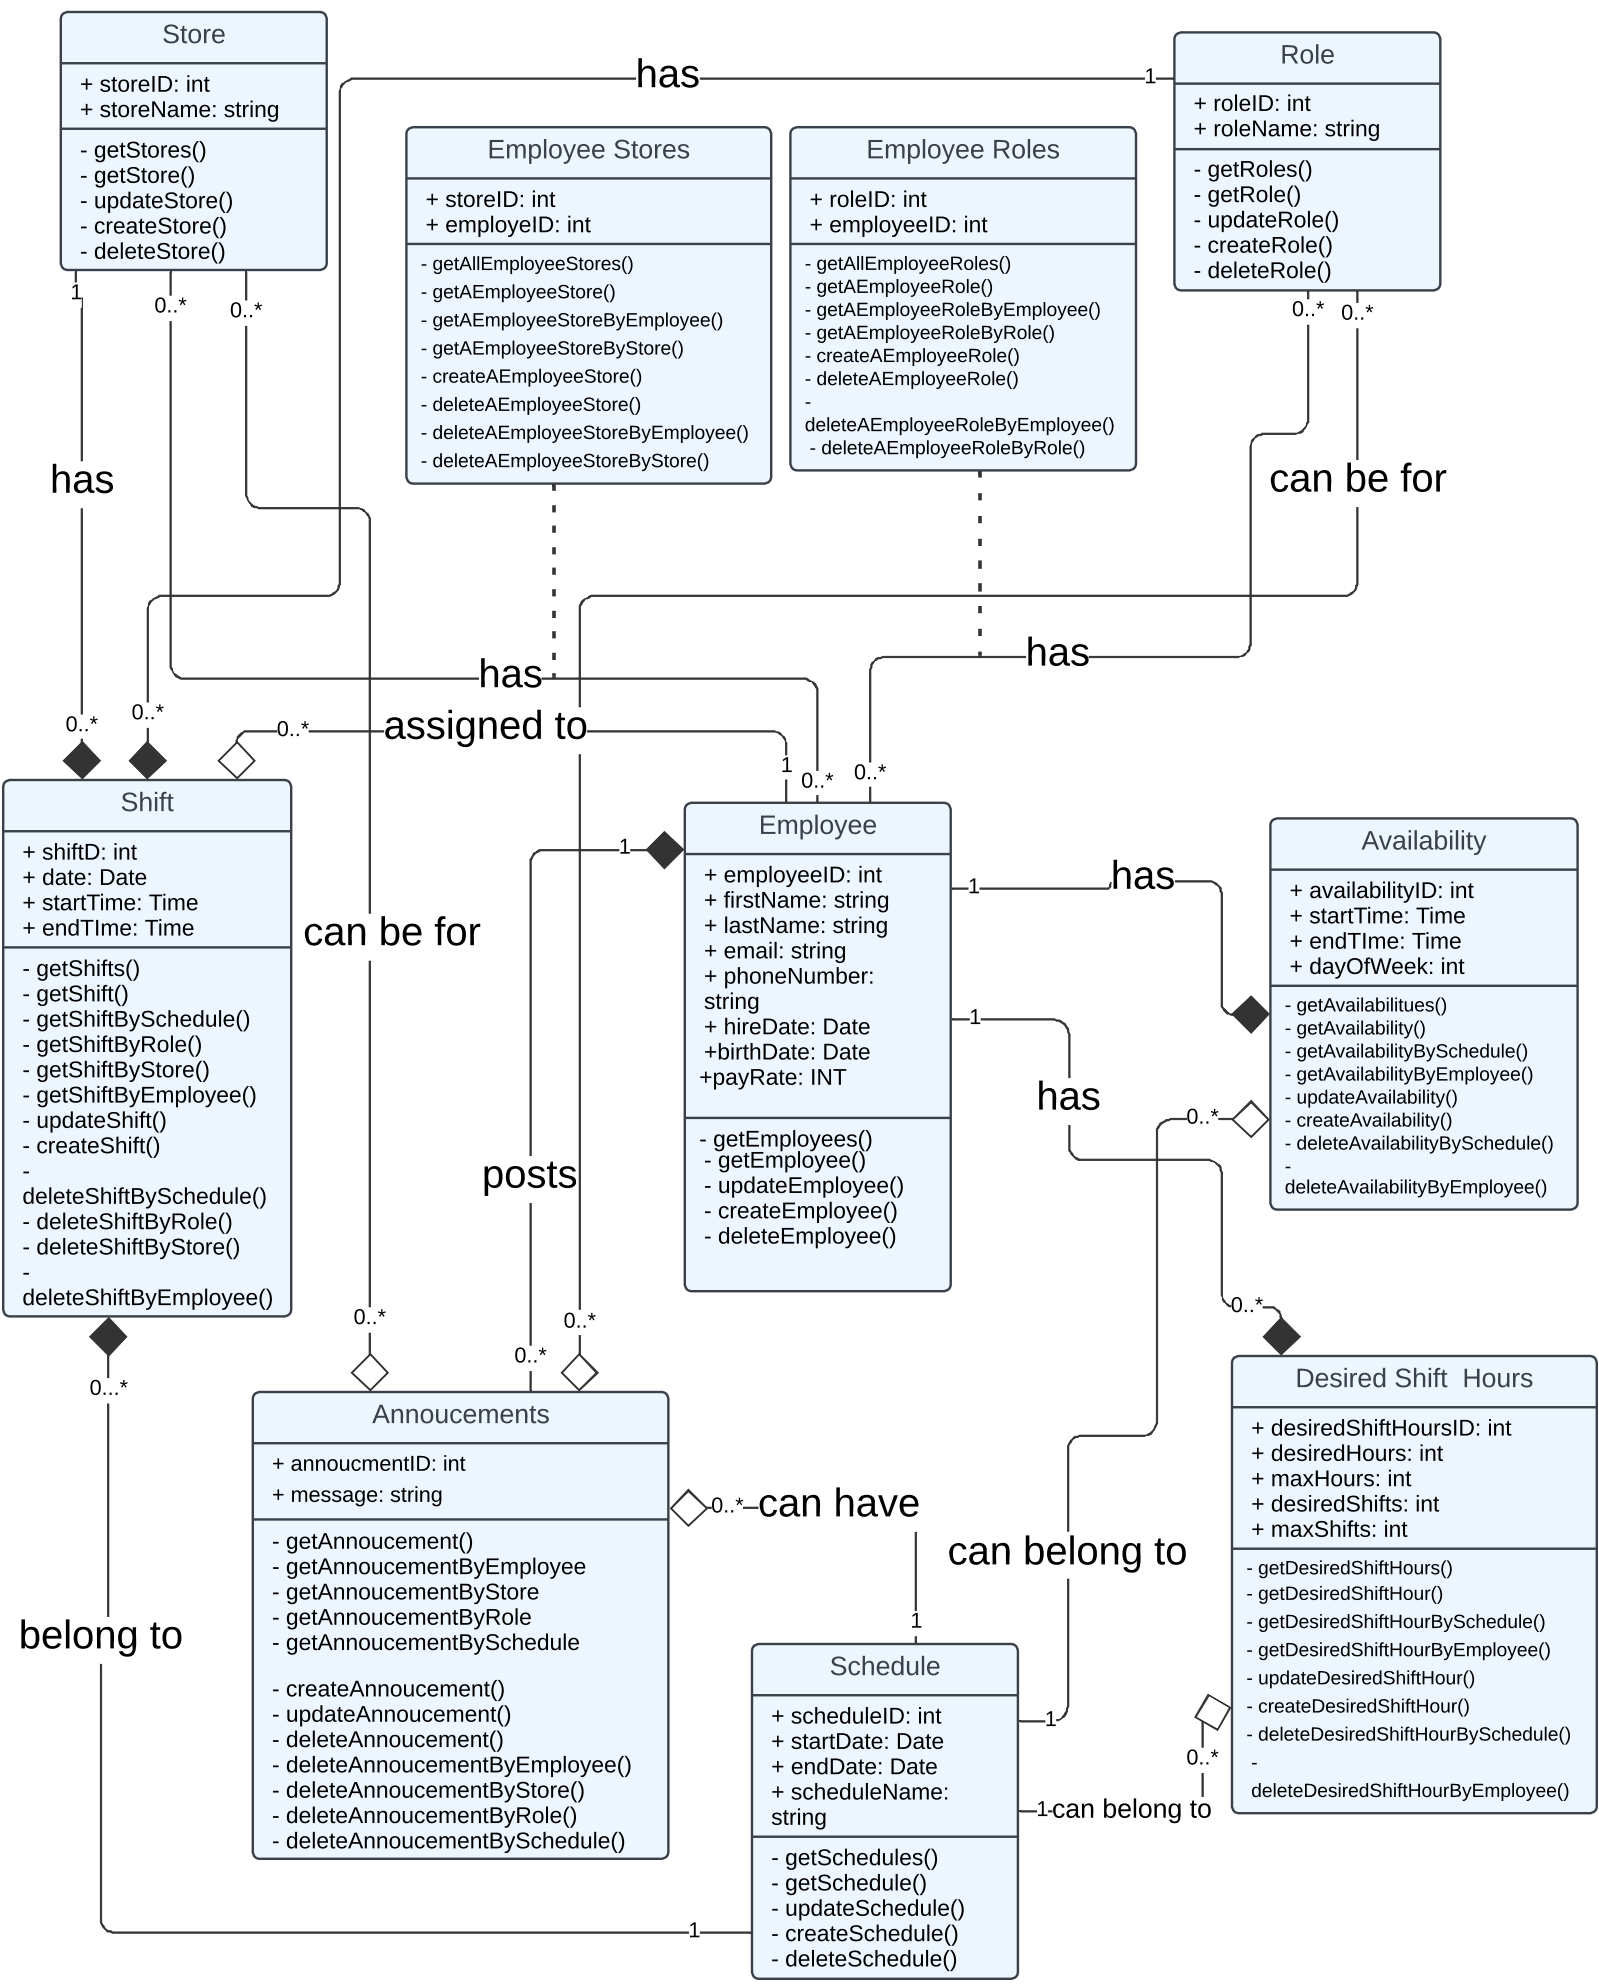 Store
+ storeID: int
+ storeName: string
- getStores()
- getStore()
- updateStore()
- createStore()
- deleteStore()
1
0..*
0..*
has
1
Role
+ roleID: int
+ roleName: string
- getRoles()
- getRole()
- updateRole()
- createRole()
- deleteRole()
0..*
0..*
Employee Stores
+ storeID: int
+ employeID: int
- getAllEmployeeStores()
- getAEmployeeStore()
- getAEmployeeStoreByEmployee()
- getAEmployeeStoreByStore()
- createAEmployeeStore()
- deleteAEmployeeStore()
- deleteAEmployeeStoreByEmployee()
- deleteAEmployeeStoreByStore()
Employee Roles
+ roleID: int
+ employeeID: int
- getAllEmployeeRoles()
- getAEmployeeRole()
- getAEmployeeRoleByEmployee()
- getAEmployeeRoleByRole()
- createAEmployeeRole()
- deleteAEmployeeRole()
-
deleteAEmployeeRoleByEmployee()
- deleteAEmployeeRoleByRole()
has
can be for
has
has
0..*
0..*
0..*
assigned to
1
0..*
0..*
Shift
+ shiftD: int
+ date: Date
+ startTime: Time
+ endTIme: Time
- getShifts()
- getShift()
- getShiftBySchedule()
- getShiftByRole()
- getShiftByStore()
- getShiftByEmployee()
- updateShift()
- createShift()
-
deleteShiftBySchedule()
- deleteShiftByRole()
- deleteShiftByStore()
-
deleteShiftByEmployee()
can be for
1
posts
Employee
+ employeeID: int
+ firstName: string
+ lastName: string
+ email: string
+ phoneNumber:
string
+ hireDate: Date
+birthDate: Date
+payRate: INT
- getEmployees()
- getEmployee()
- updateEmployee()
- createEmployee()
- deleteEmployee()
1
has
1
has
Availability
+ availabilityID: int
+ startTime: Time
+ endTIme: Time
+ dayOfWeek: int
- getAvailabilitues()
- getAvailability()
- getAvailabilityBySchedule()
- getAvailabilityByEmployee()
- updateAvailability()
- createAvailability()
- deleteAvailabilityBySchedule()
-
deleteAvailabilityByEmployee()
0..*
0..*
0...*
0..*
0..*
0..*
Annoucements
+ annoucmentID: int
+ message: string
- getAnnoucement()
- getAnnoucementByEmployee
- getAnnoucementByStore
- getAnnoucementByRole
- getAnnoucementBySchedule
- createAnnoucement()
- updateAnnoucement()
- deleteAnnoucement()
- deleteAnnoucementByEmployee()
- deleteAnnoucementByStore()
- deleteAnnoucementByRole()
- deleteAnnoucementBySchedule()
0..*
can have
1
can belong to
belong to
Desired Shift  Hours
+ desiredShiftHoursID: int
+ desiredHours: int
+ maxHours: int
+ desiredShifts: int
+ maxShifts: int
- getDesiredShiftHours()
- getDesiredShiftHour()
- getDesiredShiftHourBySchedule()
- getDesiredShiftHourByEmployee()
- updateDesiredShiftHour()
- createDesiredShiftHour()
- deleteDesiredShiftHourBySchedule()
-
deleteDesiredShiftHourByEmployee()
Schedule
+ scheduleID: int
+ startDate: Date
+ endDate: Date
+ scheduleName:
string
- getSchedules()
- getSchedule()
- updateSchedule()
- createSchedule()
- deleteSchedule()
1
0..*
1
can belong to
1